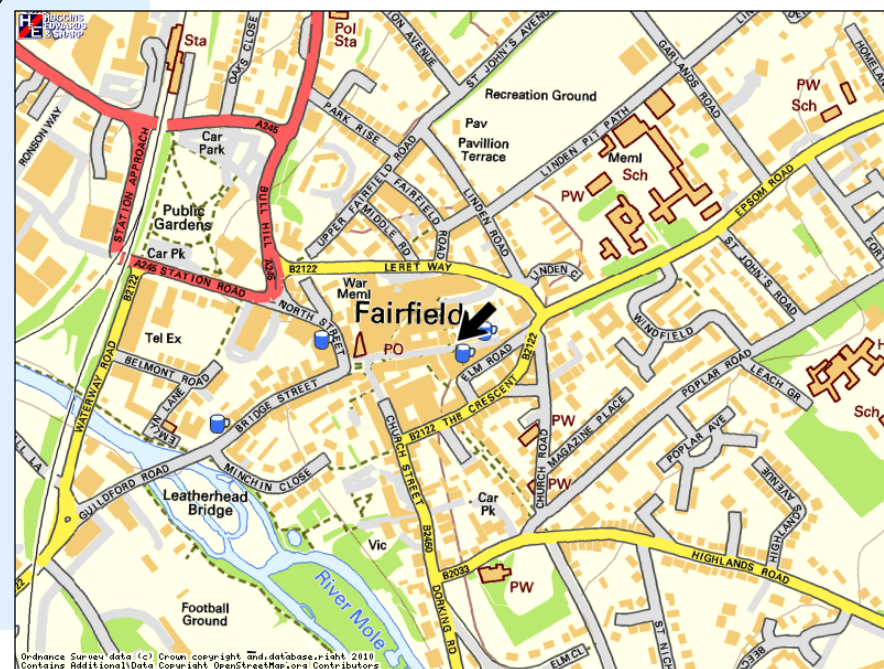 HUGGINS
EDWARDS
& SHARP
Sta
OAKS CLOSE
Pol
Sta
ST JOHN'S AVENUE
GARLANDS ROAD
PW
Sch
RONSON WAY
STATION APPROACH
A245
Car
Park
PARK RISE
Recreation Ground
Pav
Pavillion
Terrace
LINDEN PIT PATH
Meml
Sch
PW
EPSOM ROAD
Public
Gardens
BULL HILL
A245
UPPER FAIRFIELD ROAD
MIDDLE RD
FAIRFIELD ROAD
LINDEN ROAD
ST JOHN'S ROAD
Car Pk
A245 STATION ROAD
B2122
B2122
LERET WAY
LINDEN C
War
Meml
NORTH STREET
Fairfield
Tel Ex
PO
ELM ROAD
B2122
WINDFIELD
BELMONT ROAD
WATERWAY ROAD
BRIDGE STREET
B2122 THE CRESCENT
POPLAR ROAD
LEACH GR
Sch
MAGAZINE PLACE
PW
CHURCH ROAD
POPLAR AVE
CHURCH STREET
GUILDFORD ROAD
MINCHIN CLOSE
Leatherhead
Bridge
Car
Pk
PW
HIGHLANDS AVENUE
Vic
B2450
B2033
HIGHLANDS ROAD
PW
River Mole
Football
Ground
DORKING RD
ELM CL
ST NICH
Ordnance Survey data (c) Crown copyright and database right 2010
Contains Additional Data Copyright OpenStreetMap.org Contributors